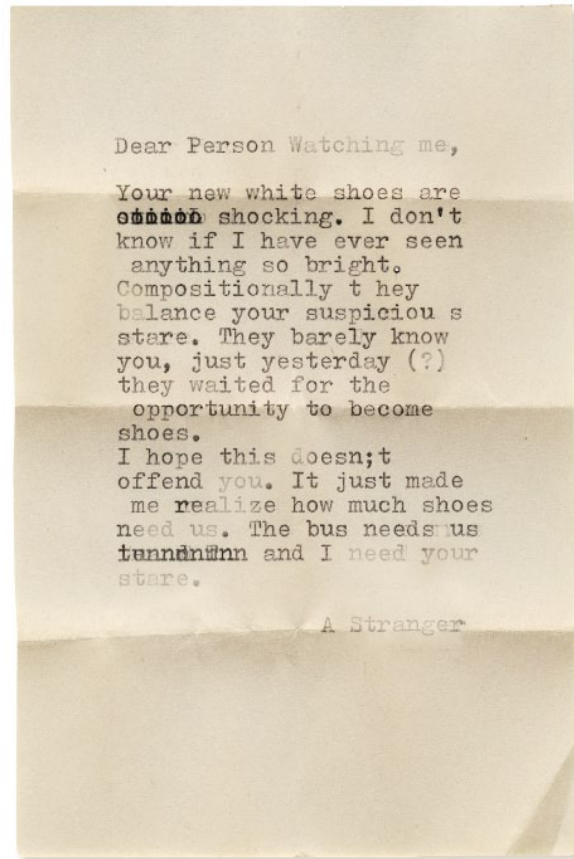 Dear Person Watching me,
Your new white shoes are
shocking. I don't
know if I have ever seen
anything so bright.
Compositionally t hey
balance your suspiciou s
stare. They barely know
you, just yesterday (?)
they waited for the
opportunity to become
shoes.
I hope this doesn;t
offend you. It just made
me realize how much shoes
need us. The bus needs us
and I need your
stare.
A Stranger